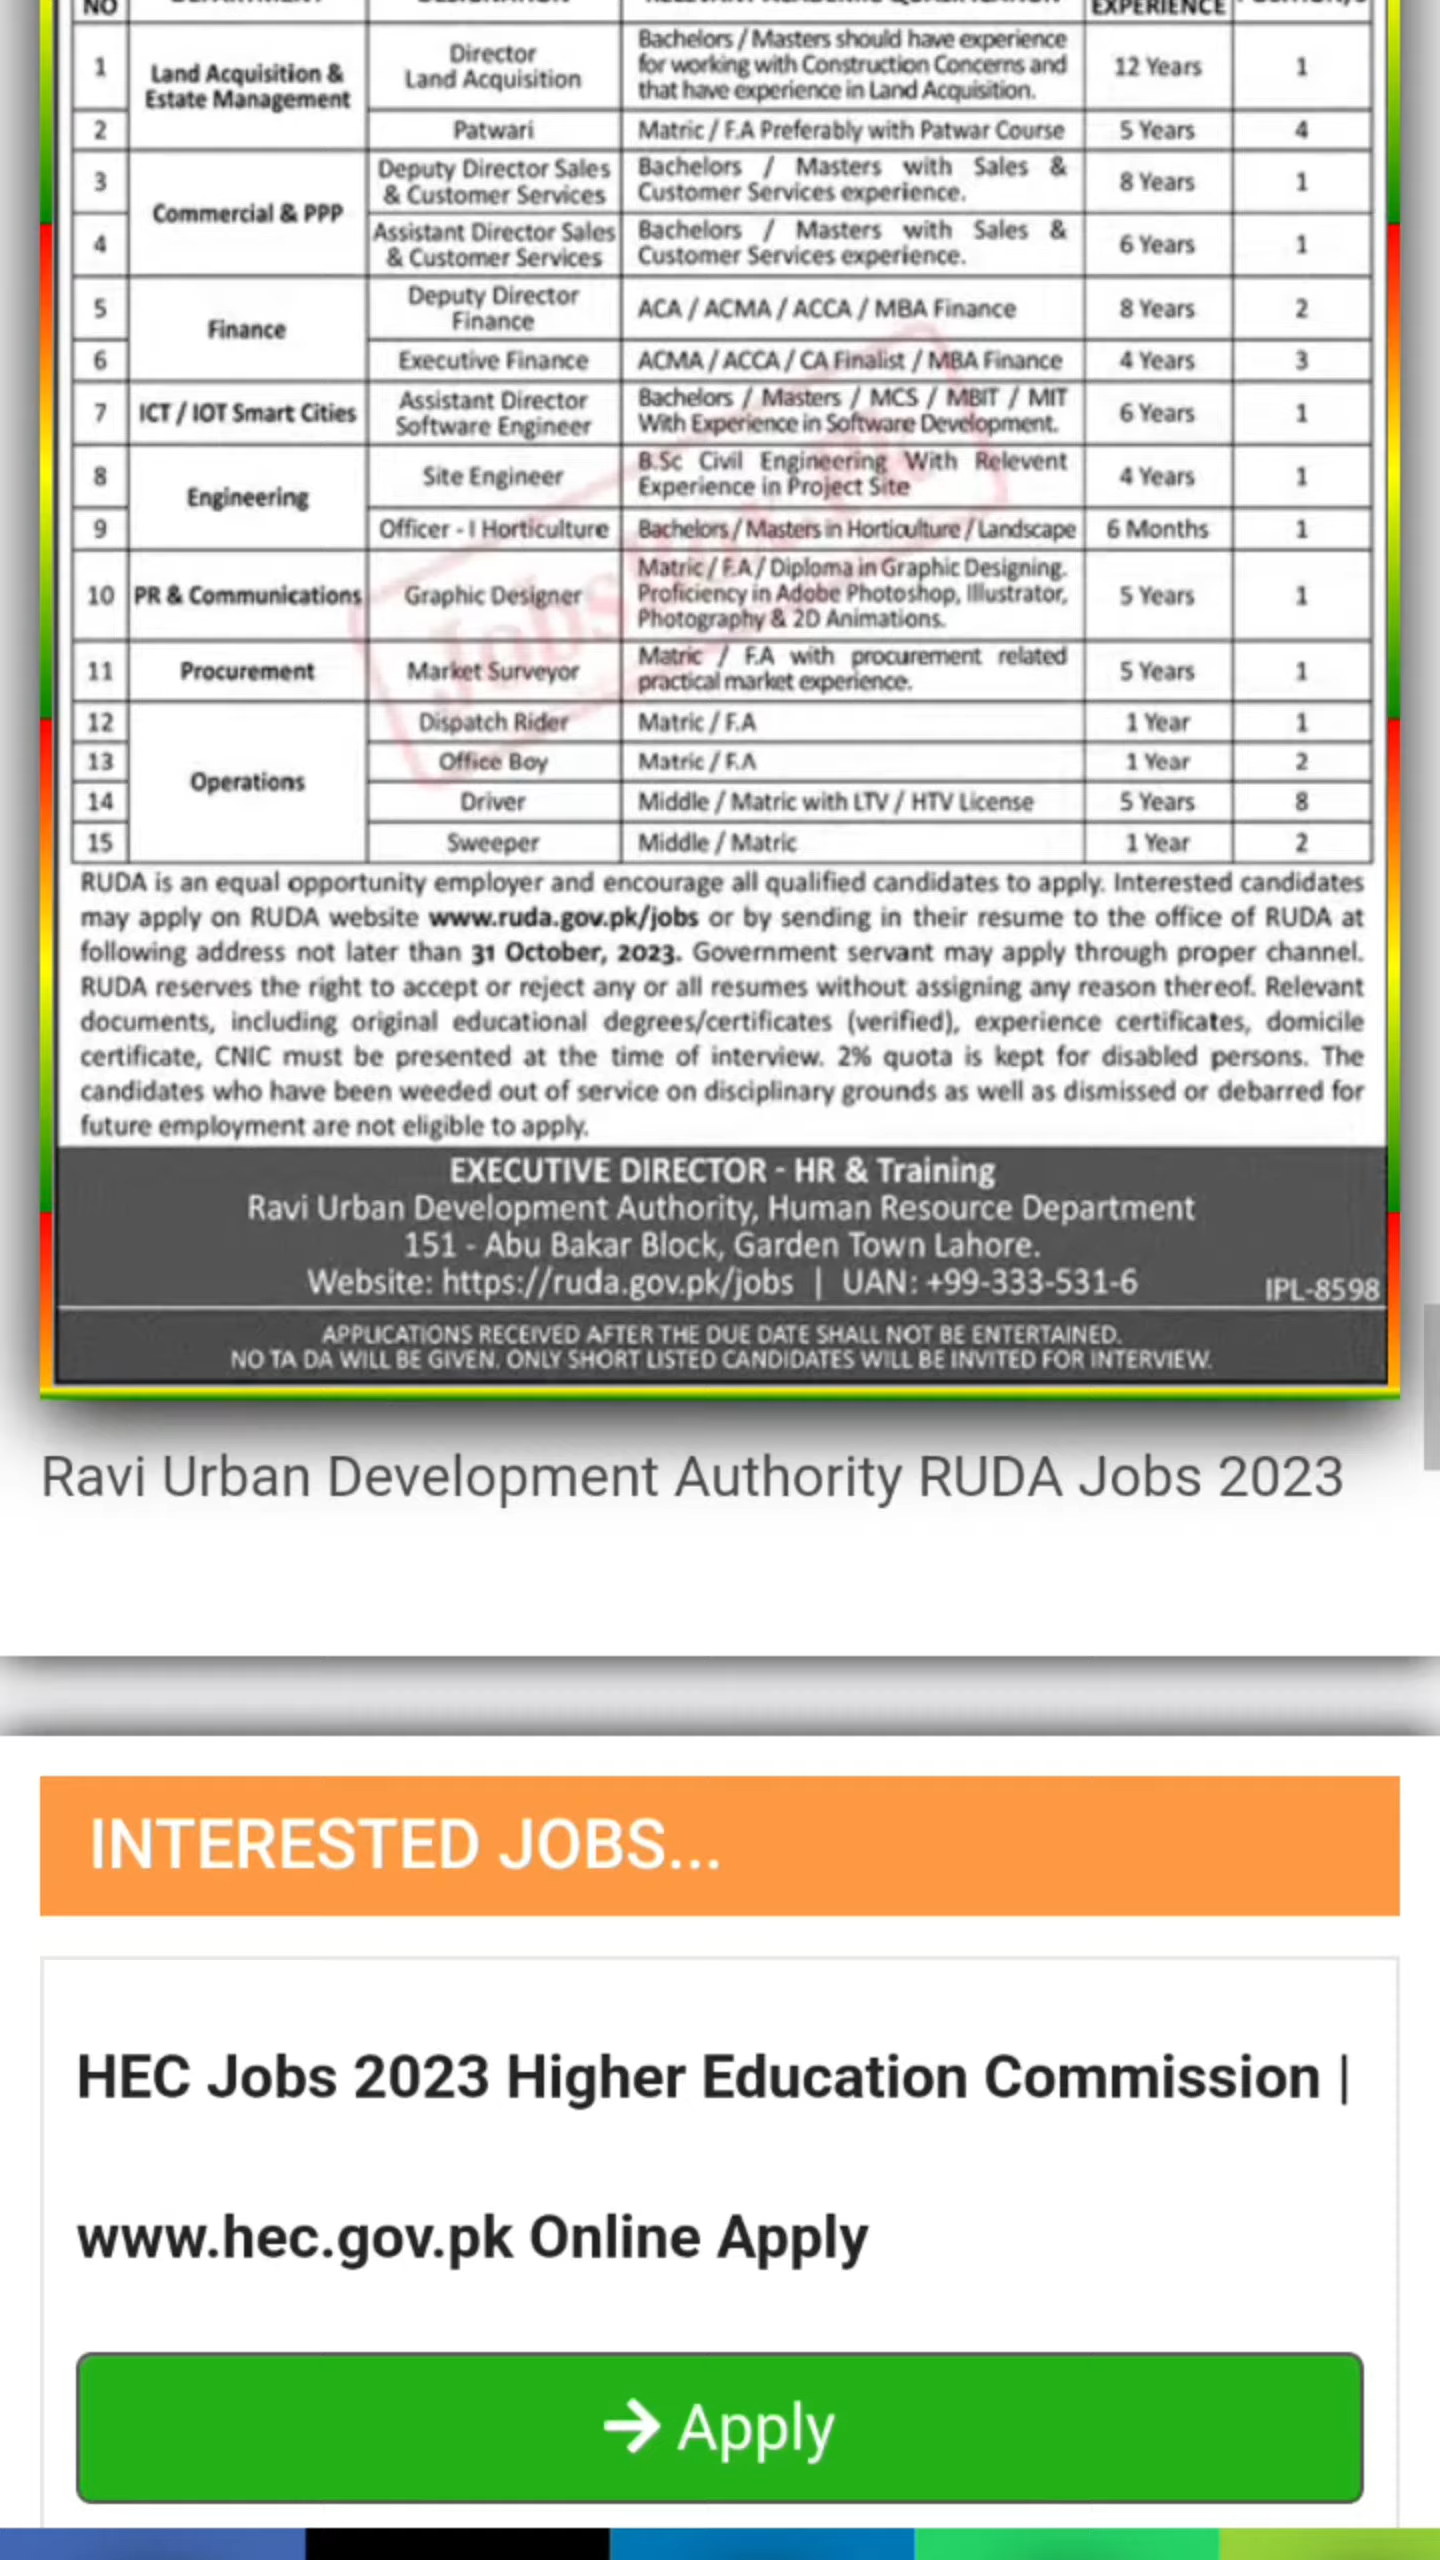 NO
EXPERIENCE
1
Land Acquisition &
Estate Management
Director
Land Acquisition
Bachelors / Masters should have experience
for working with Construction Concerns and
that have experience in Land Acquisition.
12 Years
1
2
Patwari
Matric / F.A Preferably with Patwar Course
5 Years
4
3
Commercial & PPP
Deputy Director Sales
& Customer Services
Bachelors / Masters with Sales &
Customer Services experience.
8 Years
1
4
Assistant Director Sales
& Customer Services
Bachelors / Masters with Sales &
Customer Services experience.
6 Years
1
5
Finance
Deputy Director
Finance
ACA / ACMA / ACCA / MBA Finance
8 Years
2
6
Executive Finance
ACMA / ACCA / CA Finalist / MBA Finance
4 Years
3
7
ICT / IOT Smart Cities
Assistant Director
Software Engineer
Bachelors / Masters / MCS / MBIT / MIT
With Experience in Software Development.
6 Years
1
8
Engineering
Site Engineer
B.Sc Civil Engineering With Relevent
Experience in Project Site
4 Years
1
9
Officer - I Horticulture
Bachelors / Masters in Horticulture / Landscape
6 Months
1
10
PR & Communications
Graphic Designer
Matric / F.A / Diploma in Graphic Designing.
Proficiency in Adobe Photoshop, Illustrator,
Photography & 2D Animations.
5 Years
1
11
Procurement
Market Surveyor
Matric / F.A with procurement related
practical market experience.
5 Years
1
12
Operations
Dispatch Rider
Matric / F.A
1 Year
1
13
Office Boy
Matric / F.A
1 Year
2
14
Driver
Middle / Matric with LTV / HTV License
5 Years
8
15
Sweeper
Middle / Matric
1 Year
2
RUDA is an equal opportunity employer and encourage all qualified candidates to apply. Interested candidates
may apply on RUDA website www.ruda.gov.pk/jobs or by sending in their resume to the office of RUDA at
following address not later than 31 October, 2023. Government servant may apply through proper channel.
RUDA reserves the right to accept or reject any or all resumes without assigning any reason thereof. Relevant
documents, including original educational degrees/certificates (verified), experience certificates, domicile
certificate, CNIC must be presented at the time of interview. 2% quota is kept for disabled persons. The
candidates who have been weeded out of service on disciplinary grounds as well as dismissed or debarred for
future employment are not eligible to apply.
EXECUTIVE DIRECTOR - HR & Training
Ravi Urban Development Authority, Human Resource Department
151 - Abu Bakar Block, Garden Town Lahore.
Website: https://ruda.gov.pk/jobs | UAN: +99-333-531-6
IPL-8598
APPLICATIONS RECEIVED AFTER THE DUE DATE SHALL NOT BE ENTERTAINED.
NO TA DA WILL BE GIVEN. ONLY SHORT LISTED CANDIDATES WILL BE INVITED FOR INTERVIEW.
Ravi Urban Development Authority RUDA Jobs 2023
INTERESTED JOBS...
HEC Jobs 2023 Higher Education Commission |
www.hec.gov.pk Online Apply
→ Apply